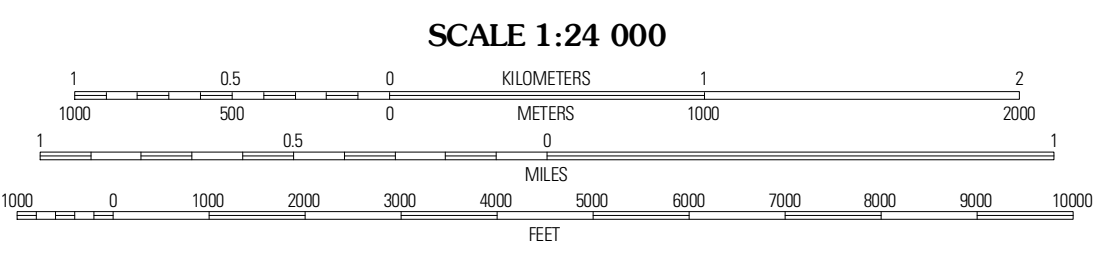 SCALE 1:24 000
1 0.5 0 KILOMETERS 1 2
1000 500 0 METERS 1000 2000
1 0.5 0 1
MILES
1000 0 1000 2000 3000 4000 5000 6000 7000 8000 9000 10000
FEET